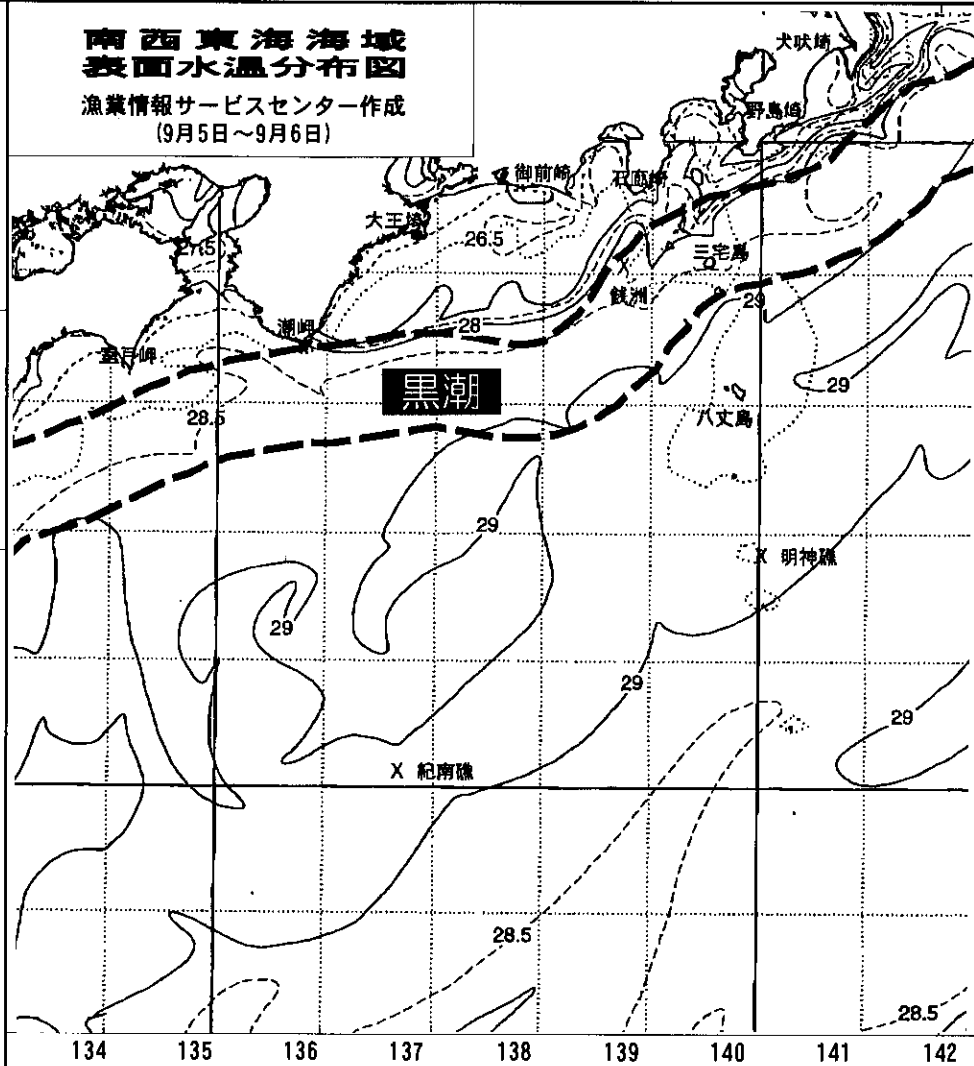 南西東海海域
表面水温分布図
漁業情報サービスセンター作成
(9月5日～9月6日)
犬吠埼
野島崎
御前崎
石廊崎
大王埼
27.5
26.5
三宅島
銭洲
29
潮岬
28
室戸岬
黒潮
29
28.5
八丈島
29
X 明神礁
29
29
29
X 紀南礁
28.5
28.5
134 135 136 137 138 139 140 141 142